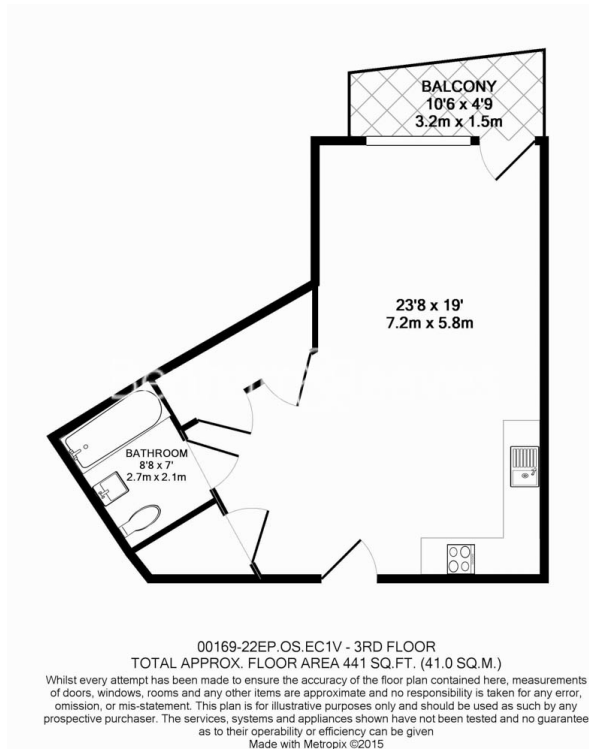 BALCONY
10'6 x 4'9
3.2m x 1.5m
23'8 x 19'
7.2m x 5.8m
BATHROOM
8'8 x 7'
2.7m x 2.1m
00169-22EP.OS.EC1V - 3RD FLOOR
TOTAL APPROX. FLOOR AREA 441 SQ.FT. (41.0 SQ.M.)
Whilst every attempt has been made to ensure the accuracy of the floor plan contained here, measurements
of doors, windows, rooms and any other items are approximate and no responsibility is taken for any error,
omission, or mis-statement. This plan is for illustrative purposes only and should be used as such by any
prospective purchaser. The services, systems and appliances shown have not been tested and no guarantee
as to their operability or efficiency can be given
Made with Metropix ©2015